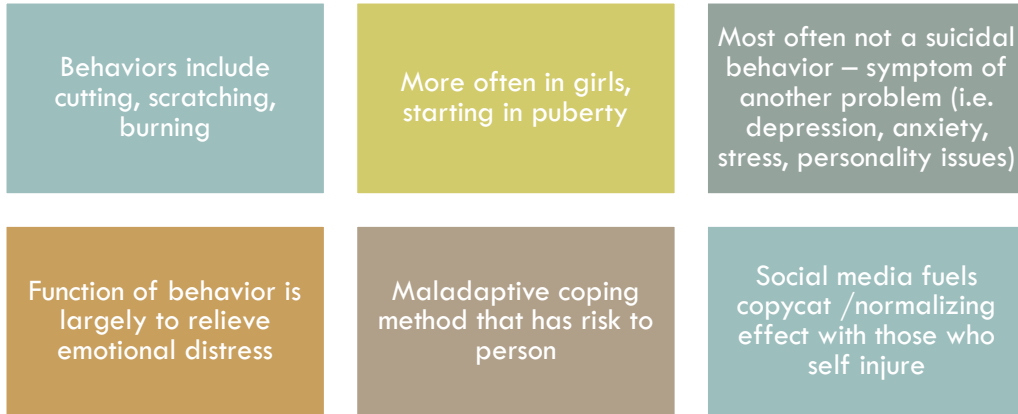 Behaviors include
cutting, scratching,
burning
More often in girls,
starting in puberty
Most often not a suicidal
behavior – symptom of
another problem (i.e.
depression, anxiety,
stress, personality issues)
Function of behavior is
largely to relieve
emotional distress
Maladaptive coping
method that has risk to
person
Social media fuels
copycat /normalizing
effect with those who
self injure